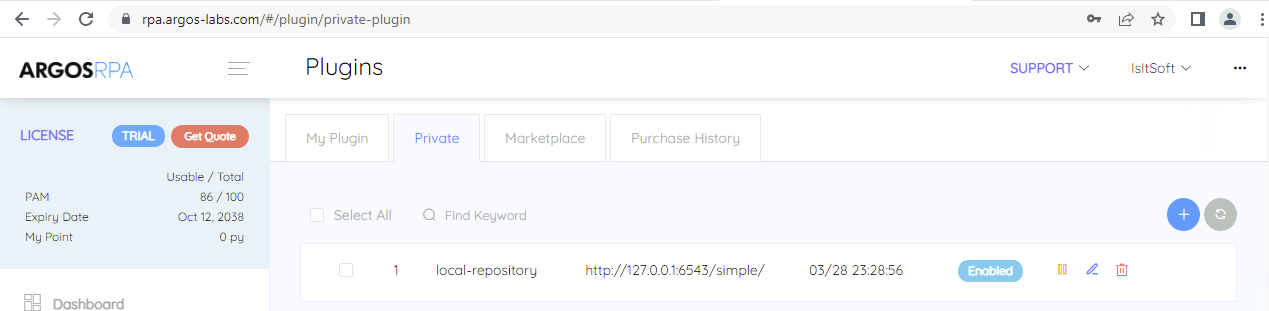 rpa.argos-labs.com/#/plugin/private-plugin
ARGOS RPA
Plugins
SUPPORT
IsItSoft
LICENSE
TRIAL
Get Quote
Usable / Total
PAM 86 / 100
Expiry Date Oct 12, 2038
My Point 0 py
Dashboard
My Plugin
Private
Marketplace
Purchase History
Select All
Find Keyword
1 local-repository http://127.0.0.1:6543/simple/ 03/28 23:28:56 Enabled